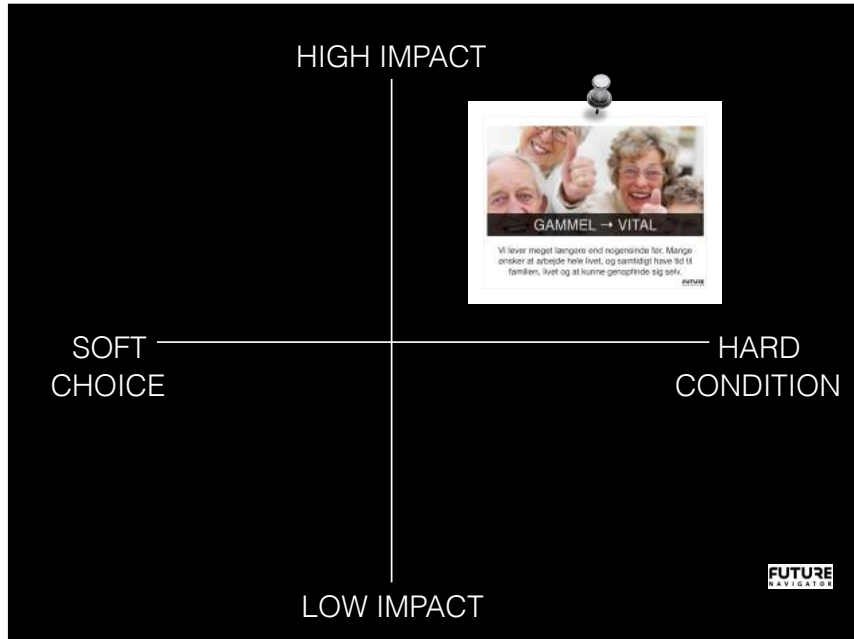 HIGH IMPACT
GAMMEL → VITAL
Vi lever meget længere end nogensinde før. Mange
ønsker at arbejde hele livet, og samtidigt have tid til
familien, livet og at kunne genopfinde sig selv.
FUTURE
SOFT
CHOICE
HARD
CONDITION
FUTURE
NAVIGATOR
LOW IMPACT